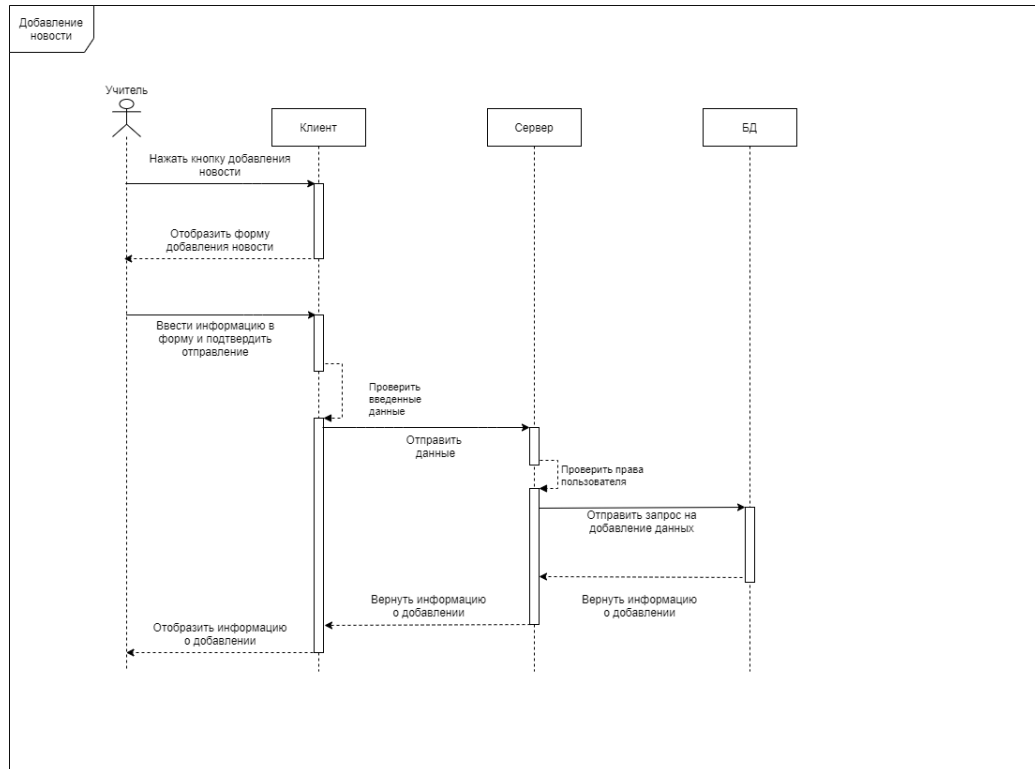 Добавление
новости
Учитель
Клиент
Сервер
БД
Нажать кнопку добавления
новости
Отобразить форму
добавления новости
Ввести информацию в
форму и подтвердить
отправление
Проверить
введенные
данные
Отправить
данные
Проверить права
пользователя
Отправить запрос на
добавление данных
Вернуть информацию
о добавлении
Вернуть информацию
о добавлении
Отобразить информацию
о добавлении